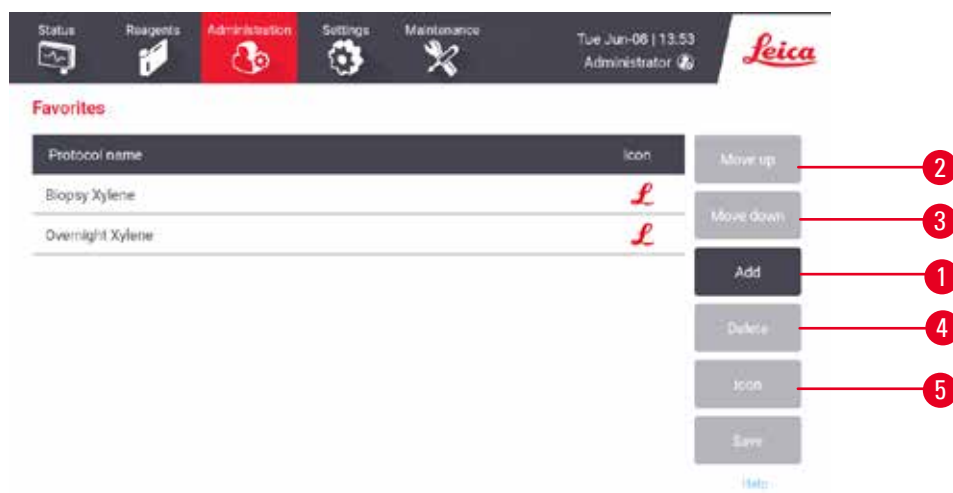 Status Reagents Administration Settings Maintenance
Tue Jun-06 | 13:53
Administrator
Leica
Favorites
Protocol name Icon
Biopsy Xylene
Overnight Xylene
Move up
2
Move down
3
Add
1
Delete
4
Icon
5
Save
Help